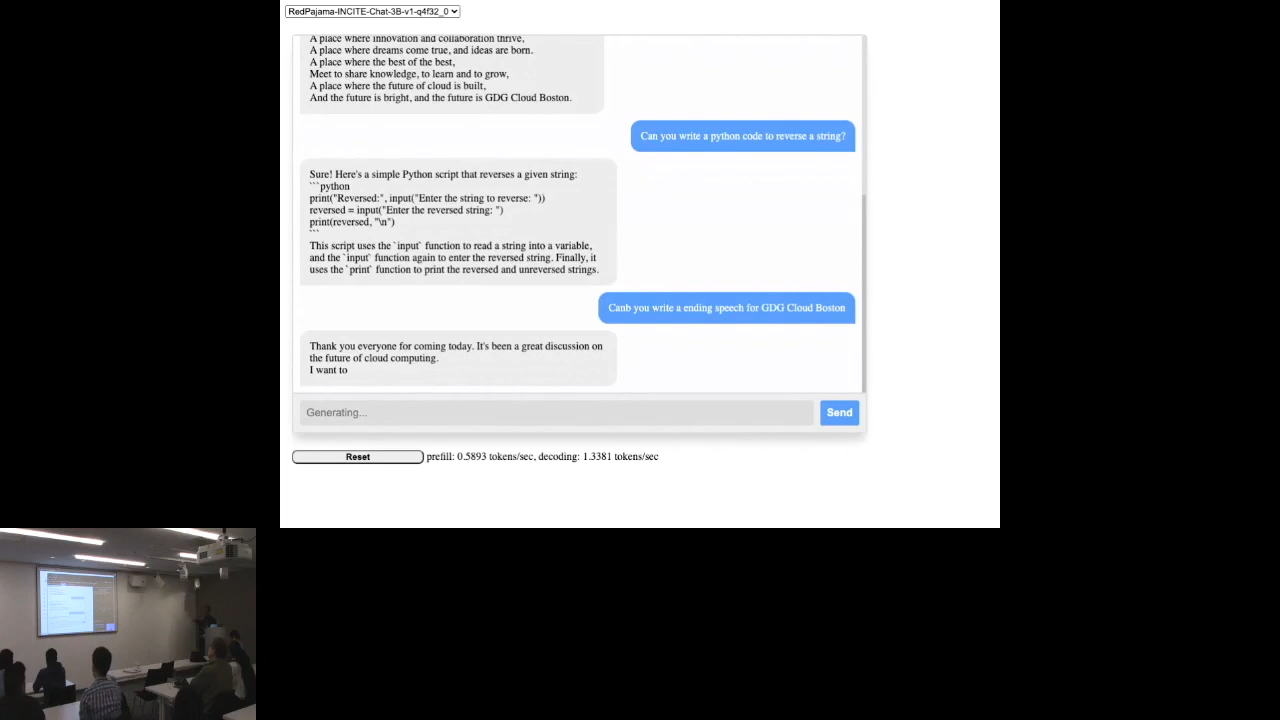 RedPajama-INCITE-Chat-3B-v1-q4f32_0
A place where innovation and collaboration thrive,
A place where dreams come true, and ideas are born.
A place where the best of the best,
Meet to share knowledge, to learn and to grow,
A place where the future of cloud is built,
And the future is bright, and the future is GDG Cloud Boston.
Can you write a python code to reverse a string?
Sure! Here's a simple Python script that reverses a given string:
```python
print("Reversed:", input("Enter the string to reverse: "))
reversed = input("Enter the reversed string: ")
print(reversed, "\n")
```
This script uses the `input` function to read a string into a variable,
and the `input` function again to enter the reversed string. Finally, it
uses the `print` function to print the reversed and unreversed strings.
Canb you write a ending speech for GDG Cloud Boston
Thank you everyone for coming today. It's been a great discussion on
the future of cloud computing.
I want to
Generating...
Send
Reset prefill: 0.5893 tokens/sec, decoding: 1.3381 tokens/sec